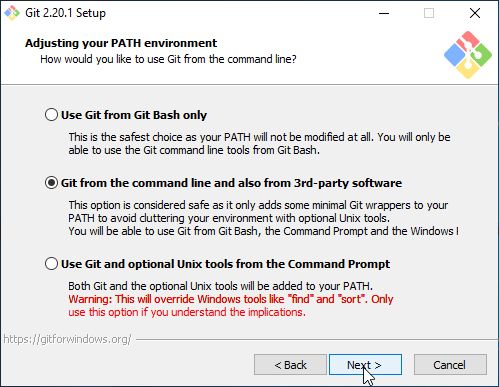 Git 2.20.1 Setup
Adjusting your PATH environment
How would you like to use Git from the command line?
Use Git from Git Bash only
This is the safest choice as your PATH will not be modified at all. You will only be
able to use the Git command line tools from Git Bash.
Git from the command line and also from 3rd-party software
This option is considered safe as it only adds some minimal Git wrappers to your
PATH to avoid cluttering your environment with optional Unix tools.
You will be able to use Git from Git Bash, the Command Prompt and the Windows
Use Git and optional Unix tools from the Command Prompt
Both Git and the optional Unix tools will be added to your PATH.
Warning: This will override Windows tools like "find" and "sort". Only
use this option if you understand the implications.
https://gitforwindows.org/
< Back
Next >
Cancel